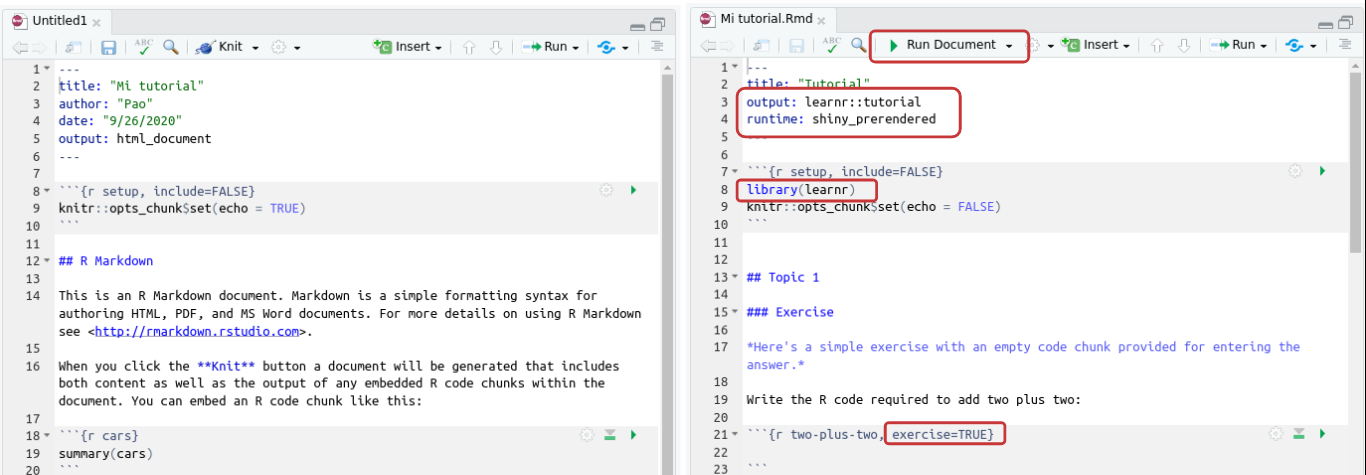 Untitled1
Knit
Insert
Run
1 ---
2 title: "Mi tutorial"
3 author: "Pao"
4 date: "9/26/2020"
5 output: html_document
6 ---
7
8 ```{r setup, include=FALSE}
9 knitr::opts_chunk$set(echo = TRUE)
10 ```
11
12 ## R Markdown
13
14 This is an R Markdown document. Markdown is a simple formatting syntax for
authoring HTML, PDF, and MS Word documents. For more details on using R Markdown
see <http://rmarkdown.rstudio.com>.
15
16 When you click the **Knit** button a document will be generated that includes
both content as well as the output of any embedded R code chunks within the
document. You can embed an R code chunk like this:
17
18 ```{r cars}
19 summary(cars)
20 ```
Mi tutorial.Rmd
ABC
Run Document
Insert
Run
1 ---
2 title: "Tutorial"
3 output: learnr::tutorial
4 runtime: shiny_prerendered
5 ---
6
7 ```{r setup, include=FALSE}
8 library(learnr)
9 knitr::opts_chunk$set(echo = FALSE)
10 ```
11
12
13 ## Topic 1
14
15 ### Exercise
16
17 *Here's a simple exercise with an empty code chunk provided for entering the
answer.*
18
19 Write the R code required to add two plus two:
20
21 ```{r two-plus-two, exercise=TRUE}
22
23 ```